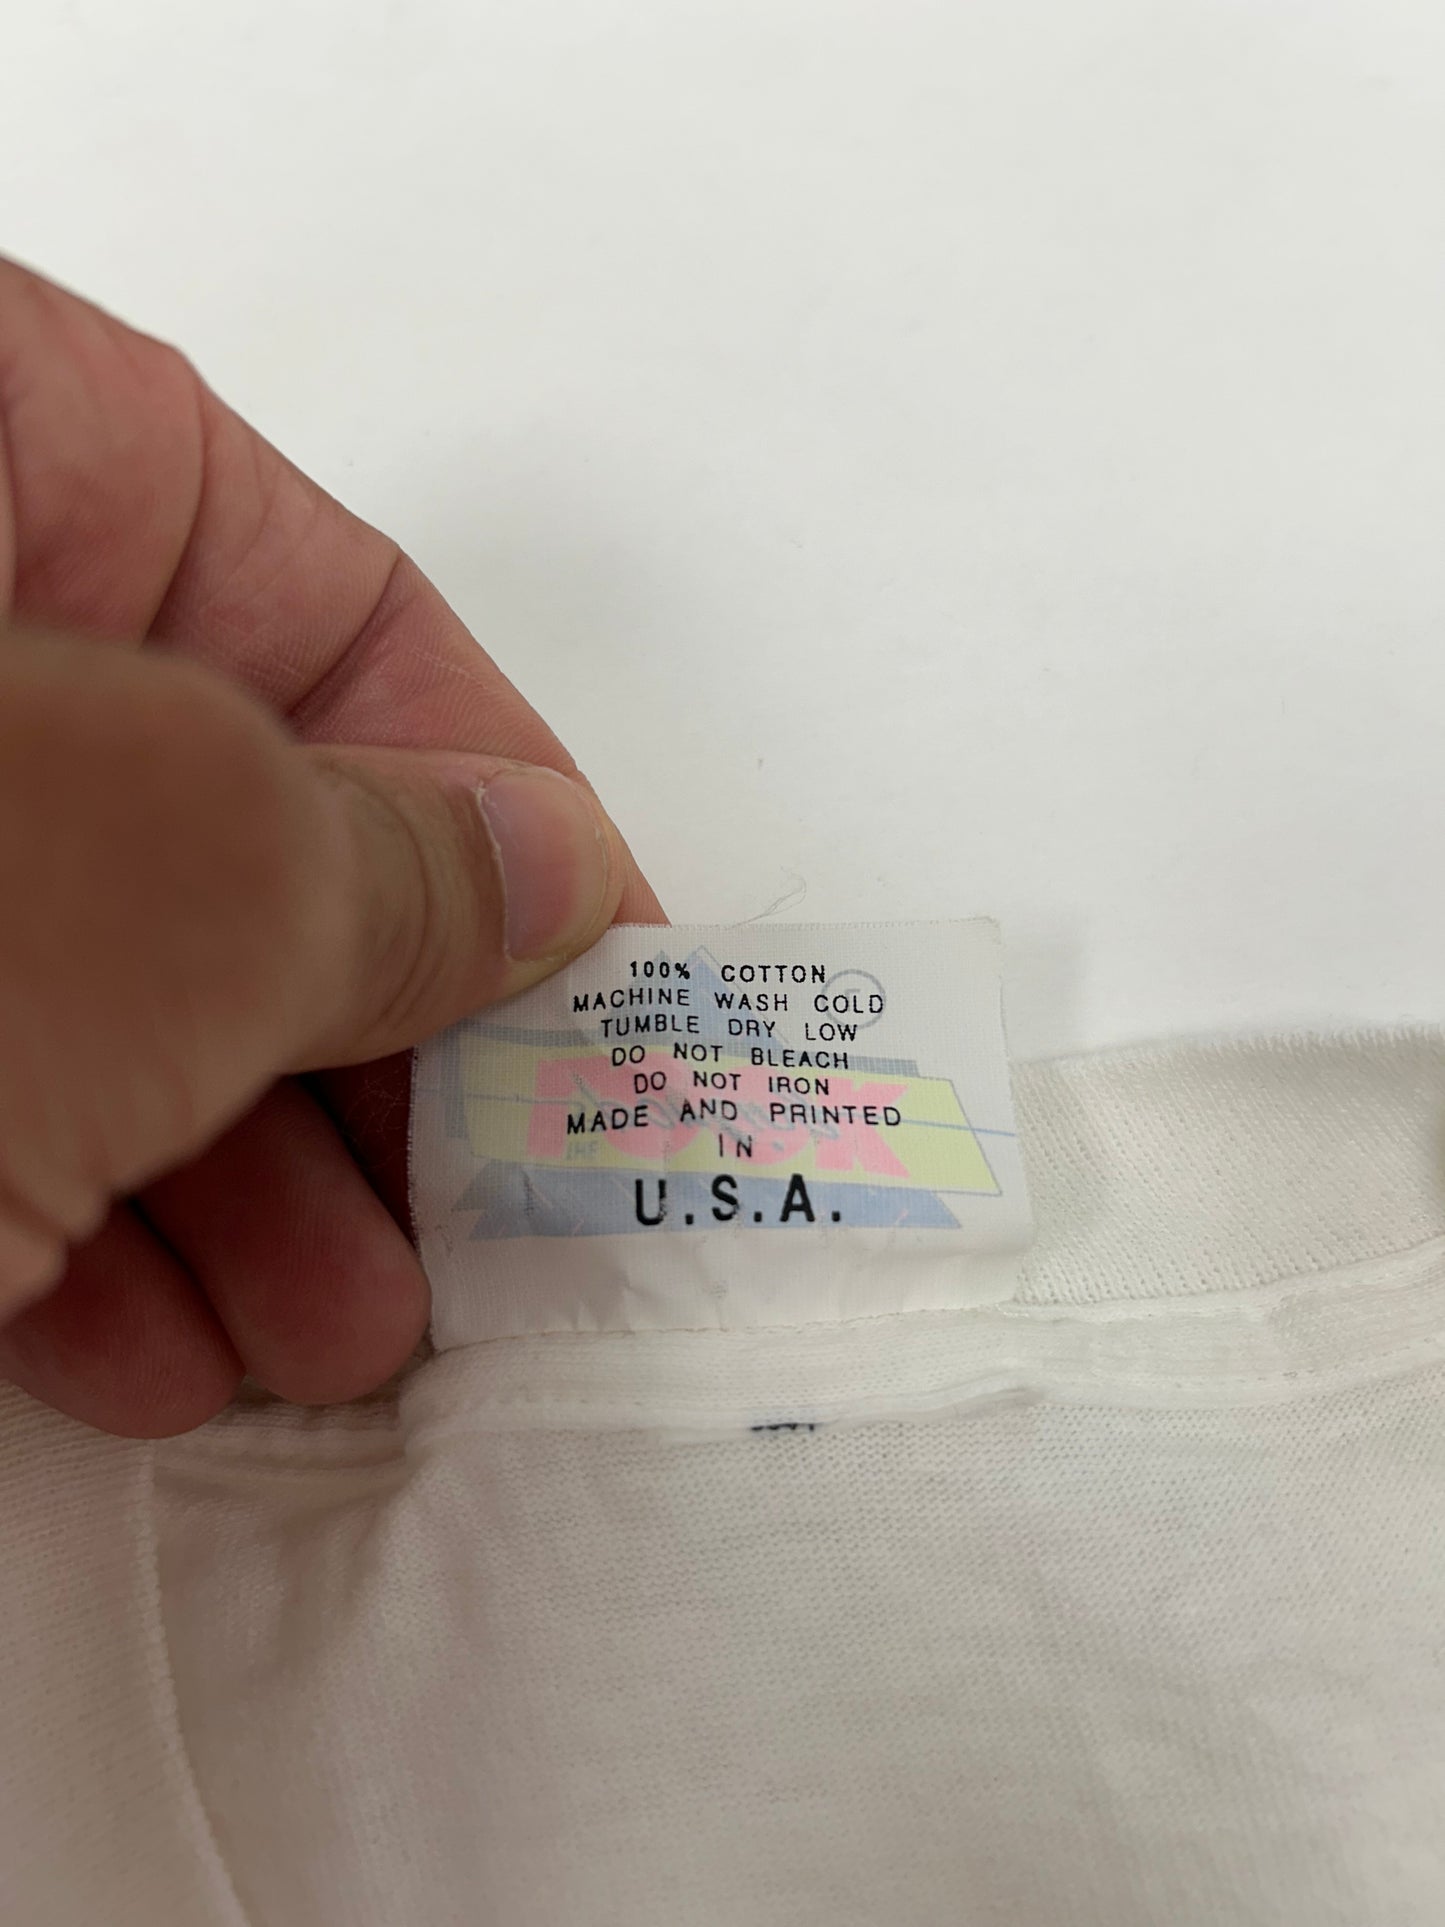 100% COTTON
MACHINE WASH COLD
TUMBLE DRY LOW
DO NOT BLEACH
DO NOT IRON
MADE AND PRINTED
IN
U.S.A.